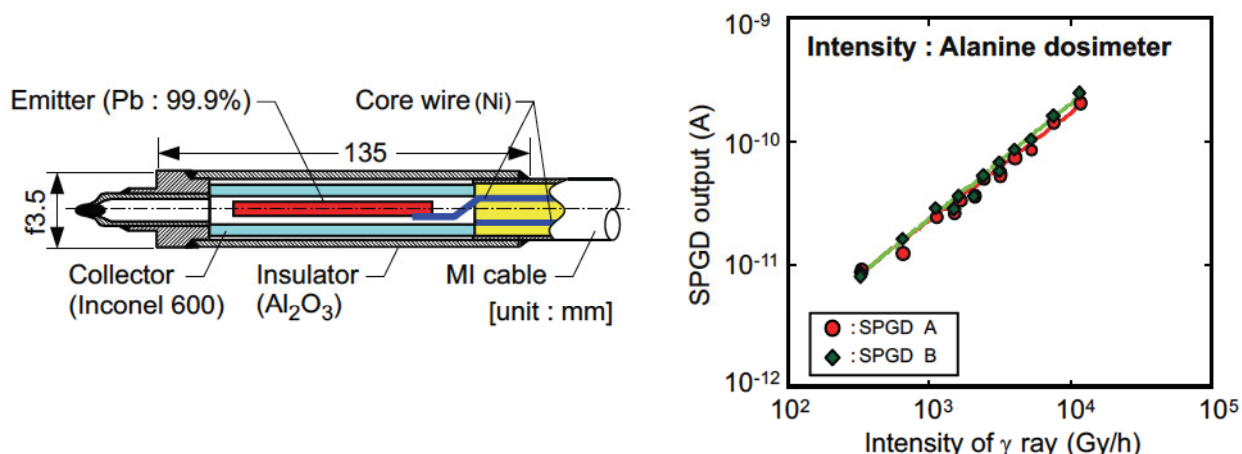 Emitter (Pb : 99.9%)
Core wire (Ni)
135
f3.5
Collector
(Inconel 600)
Insulator
(Al₂O₃)
MI cable
[unit : mm]
10⁻⁹
Intensity : Alanine dosimeter
SPGD output (A)
10⁻¹⁰
10⁻¹¹
: SPGD A
: SPGD B
10⁻¹²
10² 10³ 10⁴ 10⁵
Intensity of γ ray (Gy/h)